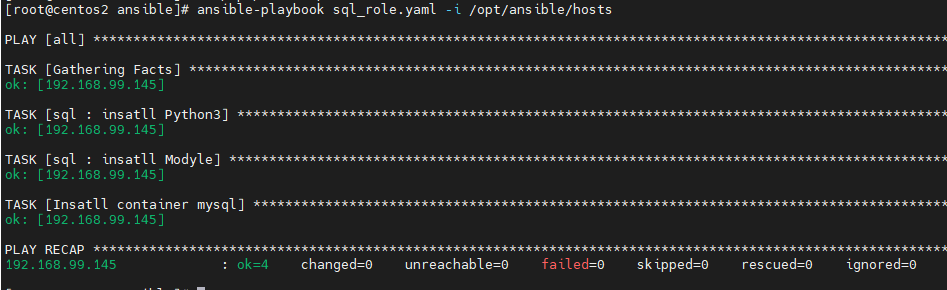 [root@centos2 ansible]# ansible-playbook sql_role.yaml -i /opt/ansible/hosts
PLAY [all] ***********************************************************************************************************
TASK [Gathering Facts] ***********************************************************************************************
ok: [192.168.99.145]
TASK [sql : insatll Python3] *****************************************************************************************
ok: [192.168.99.145]
TASK [sql : insatll Modyle] ******************************************************************************************
ok: [192.168.99.145]
TASK [Insatll container mysql] ***************************************************************************************
ok: [192.168.99.145]
PLAY RECAP ***********************************************************************************************************
192.168.99.145             : ok=4    changed=0    unreachable=0    failed=0    skipped=0    rescued=0    ignored=0